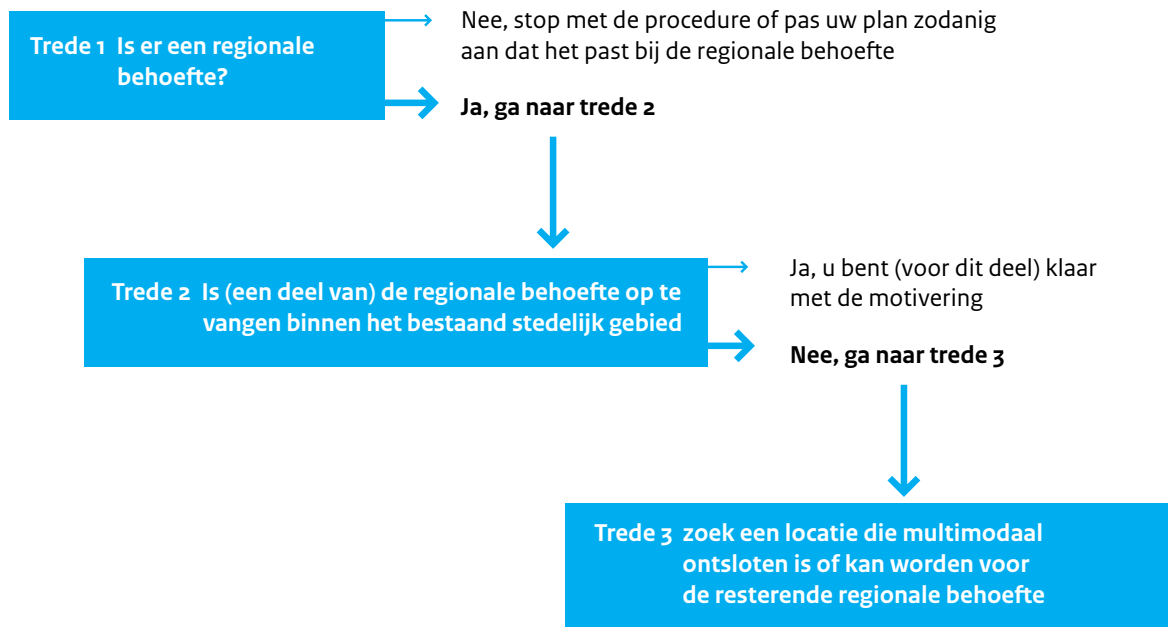 Trede 1 Is er een regionale
behoefte?
Nee, stop met de procedure of pas uw plan zodanig
aan dat het past bij de regionale behoefte
Ja, ga naar trede 2
Trede 2 Is (een deel van) de regionale behoefte op te
vangen binnen het bestaand stedelijk gebied
Ja, u bent (voor dit deel) klaar
met de motivering
Nee, ga naar trede 3
Trede 3 zoek een locatie die multimodaal
ontsloten is of kan worden voor
de resterende regionale behoefte